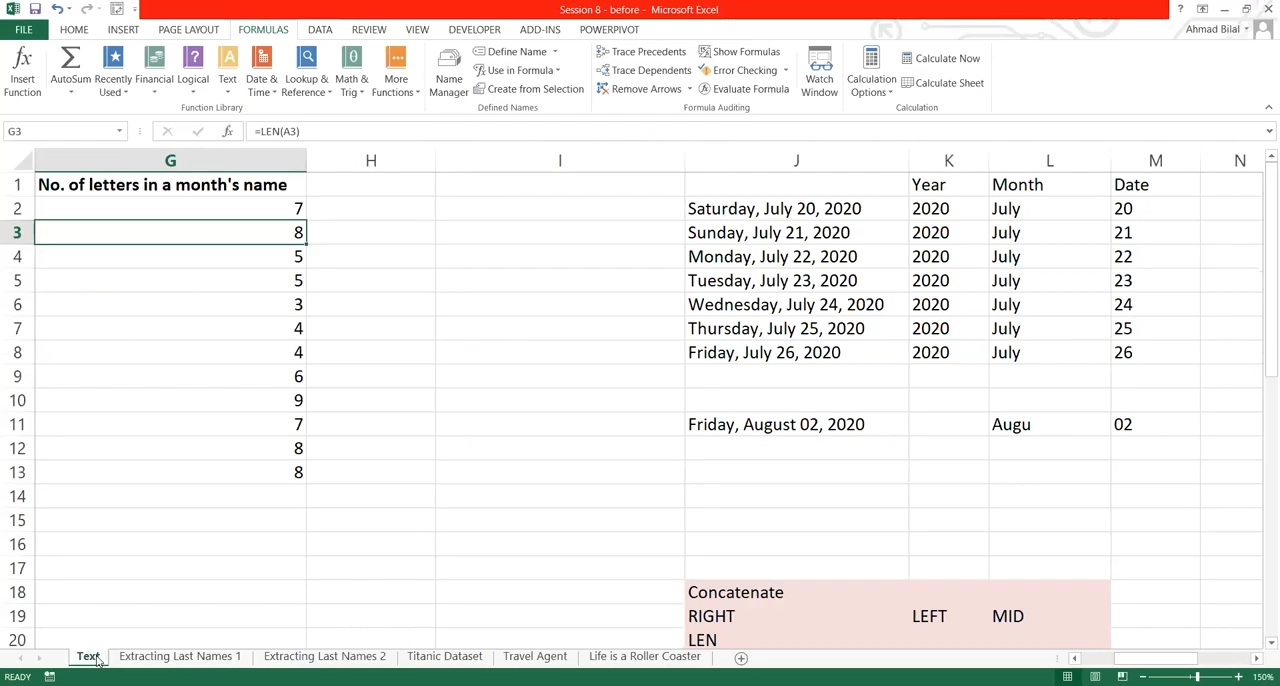 Session 8 - before - Microsoft Excel
FILE HOME INSERT PAGE LAYOUT FORMULAS DATA REVIEW VIEW DEVELOPER ADD-INS POWERPIVOT Ahmad Bilal
Insert Function
AutoSum
Recently Used
Financial
Logical
Text
Date & Time
Lookup & Reference
Math & Trig
More Functions
Function Library
Name Manager
Define Name
Use in Formula
Create from Selection
Defined Names
Trace Precedents
Trace Dependents
Remove Arrows
Show Formulas
Error Checking
Evaluate Formula
Formula Auditing
Watch Window
Calculation Options
Calculate Now
Calculate Sheet
Calculation
G3 fx =LEN(A3)
G H I J K L M N
1 No. of letters in a month's name Year Month Date
2 7 Saturday, July 20, 2020 2020 July 20
3 8 Sunday, July 21, 2020 2020 July 21
4 5 Monday, July 22, 2020 2020 July 22
5 5 Tuesday, July 23, 2020 2020 July 23
6 3 Wednesday, July 24, 2020 2020 July 24
7 4 Thursday, July 25, 2020 2020 July 25
8 4 Friday, July 26, 2020 2020 July 26
9 6
10 9
11 7 Friday, August 02, 2020 Augu 02
12 8
13 8
14
15
16
17
18 Concatenate
19 RIGHT LEFT MID
20 LEN
Text Extracting Last Names 1 Extracting Last Names 2 Titanic Dataset Travel Agent Life is a Roller Coaster
READY 150%